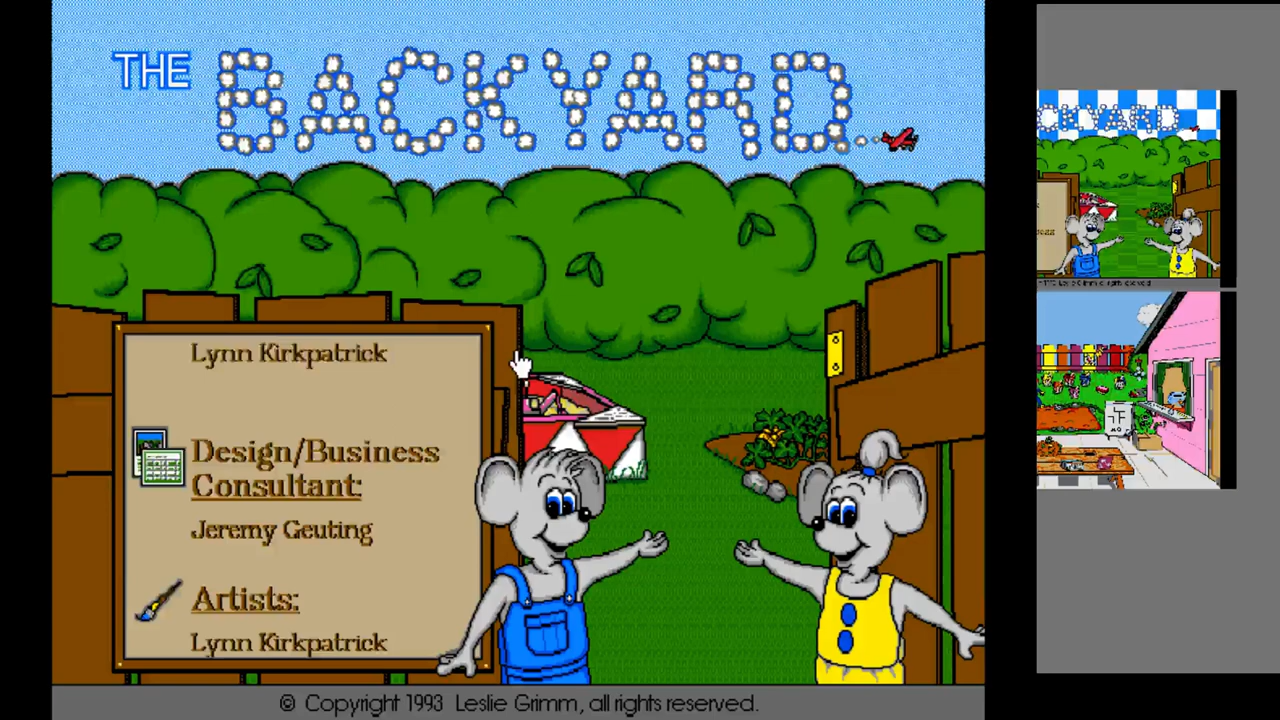 THE BACKYARD
Lynn Kirkpatrick
Design/Business
Consultant:
Jeremy Geuting
Artists:
Lynn Kirkpatrick
© Copyright 1993 Leslie Grimm, all rights reserved.
CKYARD